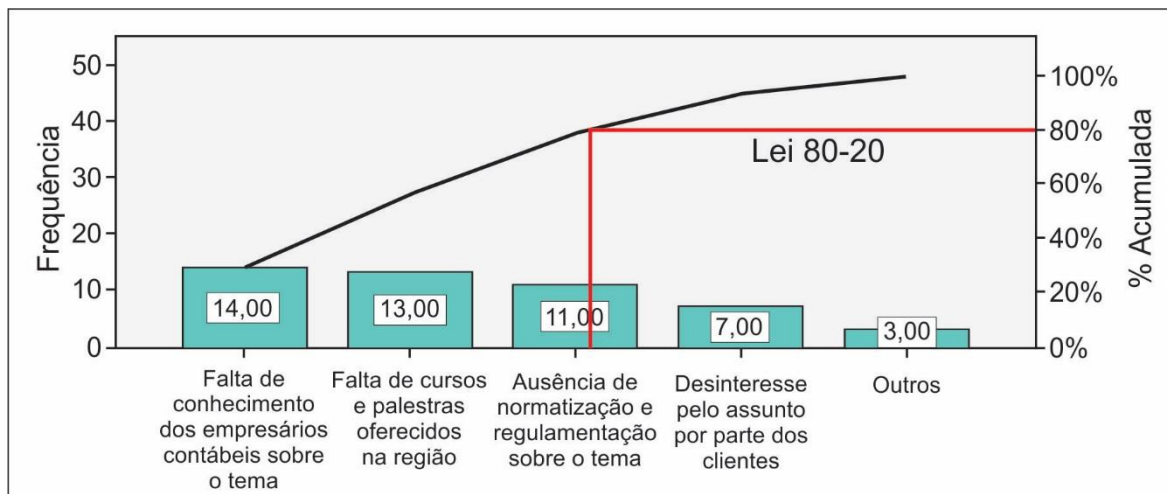 Frequência
50
40
30
20
10
0
100%
80%
60%
40%
20%
0%
% Acumulada
Lei 80-20
14,00
13,00
11,00
7,00
3,00
Falta de
conhecimento
dos empresários
contábeis sobre
o tema
Falta de cursos
e palestras
oferecidos
na região
Ausência de
normatização e
regulamentação
sobre o tema
Desinteresse
pelo assunto
por parte dos
clientes
Outros